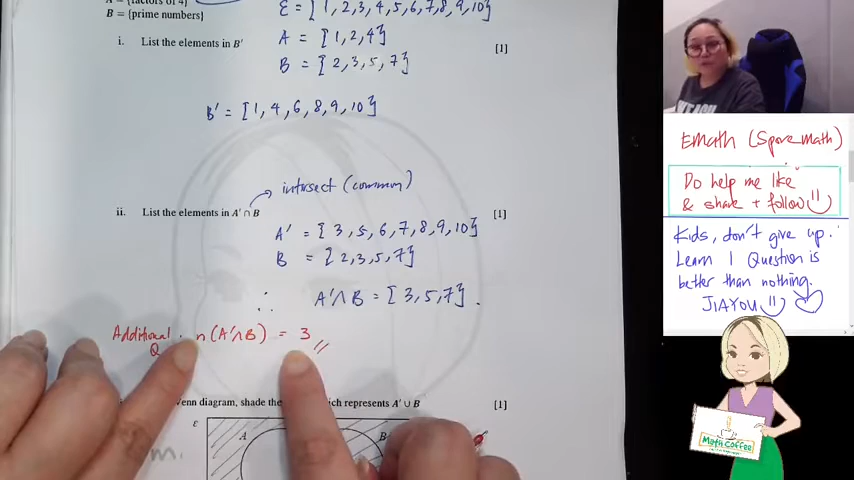 A = {factors of 4}
B = {prime numbers}
ε = [1,2,3,4,5,6,7,8,9,10}
A = [1,2,4}
i. List the elements in B' [1]
B = [2,3,5,7}
B' = [1,4,6,8,9,10}
intersect (common)
ii. List the elements in A' ∩ B [1]
A' = [3,5,6,7,8,9,10}
B = [2,3,5,7}
∴ A'∩B = [3,5,7}.
Additional Q
n(A'∩B) = 3
Venn diagram, shade the which represents A' ∪ B [1]
ε
A
B
Emath (Spore math)
Do help me like
& share + follow
Kids, don't give up.
Learn 1 Question is
better than nothing.
JIAYOU
Math Coffee